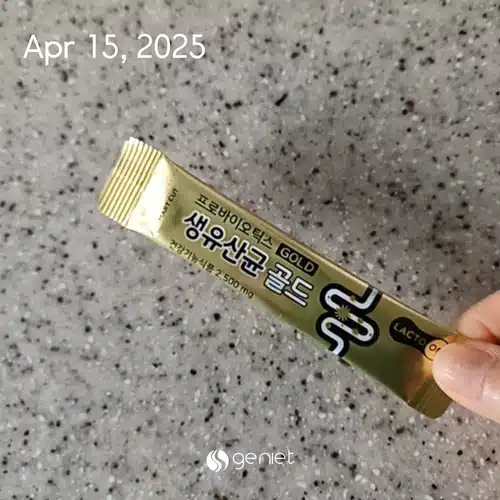 Apr 15, 2025
프로바이오틱스
생유산균 골드
GOLD
건강기능식품 2,500 mg
LACTO
geniet